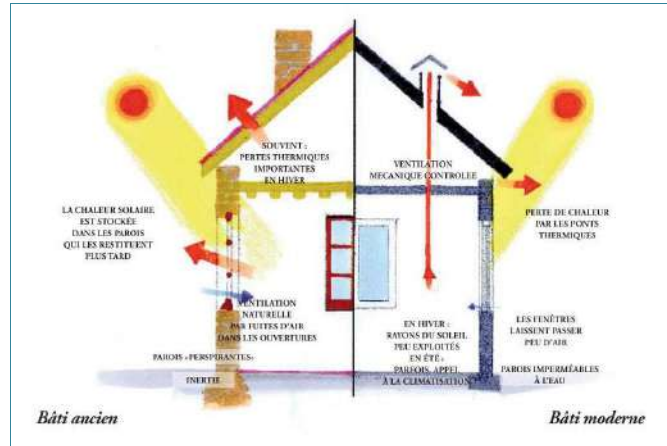 SOUVENT :
PERTES THERMIQUES
IMPORTANTES
EN HIVER
VENTILATION
MECANIQUE CONTROLEE
LA CHALEUR SOLAIRE
EST STOCKÉE
DANS LES PAROIS
QUI LES RESTITUENT
PLUS TARD
PERTE DE CHALEUR
PAR LES PONTS
THERMIQUES
VENTILATION
NATURELLE
PAR FUITES D'AIR
DANS LES OUVERTURES
EN HIVER :
RAYONS DU SOLEIL
PEU EXPLOITÉS
EN ÉTÉ :
PARFOIS, APPEL
À LA CLIMATISATION
LES FENÊTRES
LAISSENT PASSER
PEU D'AIR
PAROIS «PERSPIRANTES»
INERTIE
PAROIS IMPERMÉABLES
À L'EAU
Bâti ancien
Bâti moderne